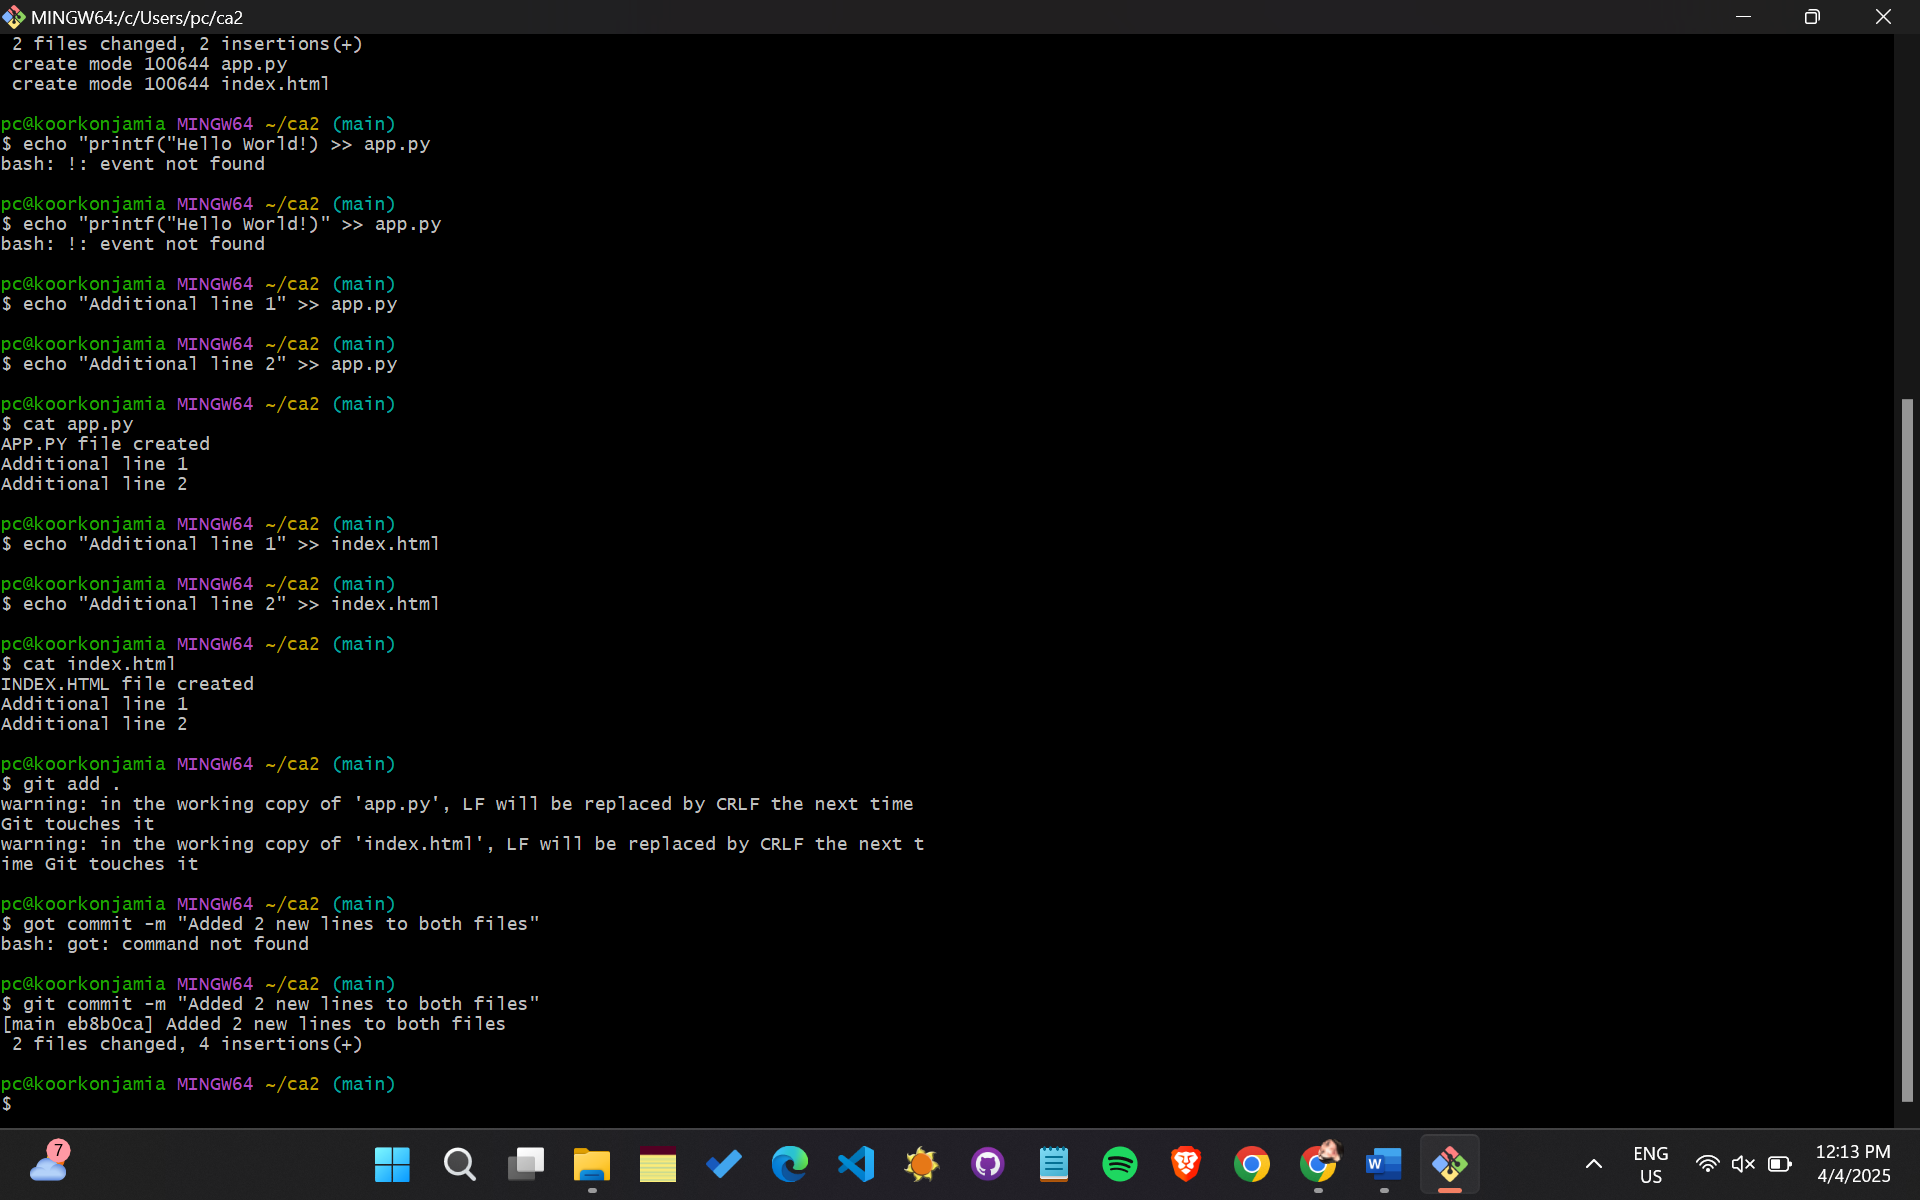 MINGW64:/c/Users/pc/ca2
2 files changed, 2 insertions(+)
create mode 100644 app.py
create mode 100644 index.html
pc@koorkonjamia MINGW64 ~/ca2 (main)
$ echo "printf("Hello World!) >> app.py
bash: !: event not found
pc@koorkonjamia MINGW64 ~/ca2 (main)
$ echo "printf("Hello World!)" >> app.py
bash: !: event not found
pc@koorkonjamia MINGW64 ~/ca2 (main)
$ echo "Additional line 1" >> app.py
pc@koorkonjamia MINGW64 ~/ca2 (main)
$ echo "Additional line 2" >> app.py
pc@koorkonjamia MINGW64 ~/ca2 (main)
$ cat app.py
APP.PY file created
Additional line 1
Additional line 2
pc@koorkonjamia MINGW64 ~/ca2 (main)
$ echo "Additional line 1" >> index.html
pc@koorkonjamia MINGW64 ~/ca2 (main)
$ echo "Additional line 2" >> index.html
pc@koorkonjamia MINGW64 ~/ca2 (main)
$ cat index.html
INDEX.HTML file created
Additional line 1
Additional line 2
pc@koorkonjamia MINGW64 ~/ca2 (main)
$ git add .
warning: in the working copy of 'app.py', LF will be replaced by CRLF the next time
Git touches it
warning: in the working copy of 'index.html', LF will be replaced by CRLF the next t
ime Git touches it
pc@koorkonjamia MINGW64 ~/ca2 (main)
$ got commit -m "Added 2 new lines to both files"
bash: got: command not found
pc@koorkonjamia MINGW64 ~/ca2 (main)
$ git commit -m "Added 2 new lines to both files"
[main eb8b0ca] Added 2 new lines to both files
2 files changed, 4 insertions(+)
pc@koorkonjamia MINGW64 ~/ca2 (main)
$
7
W
ENG
US
12:13 PM
4/4/2025